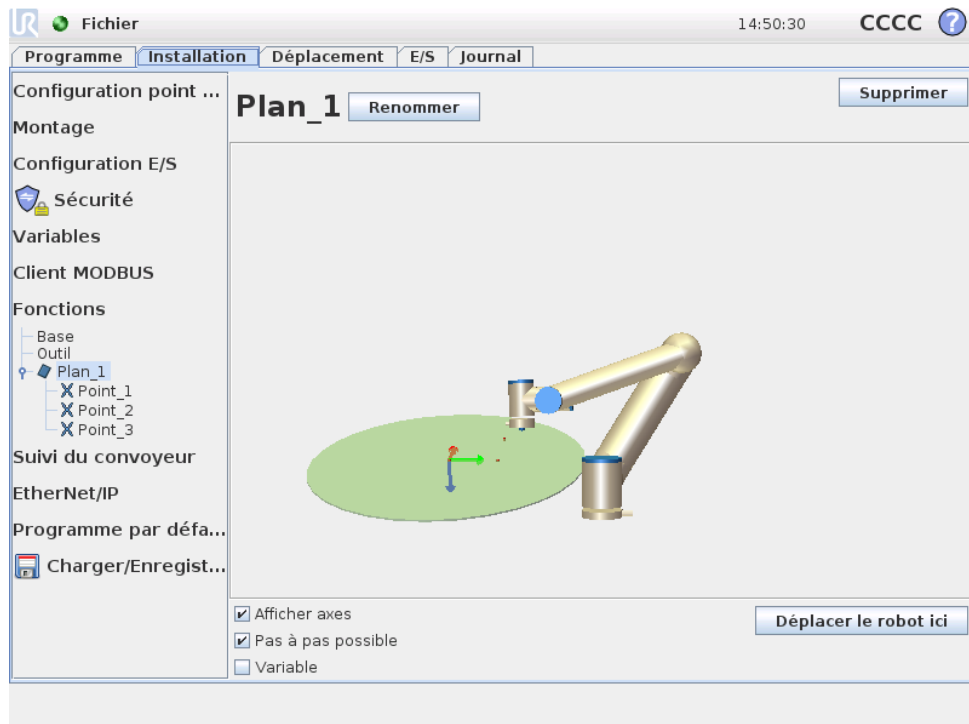 UR Fichier 14:50:30 CCCC ?
Programme Installation Déplacement E/S Journal
Configuration point ...
Montage
Configuration E/S
Sécurité
Variables
Client MODBUS
Fonctions
Base
Outil
Plan_1
Point_1
Point_2
Point_3
Suivi du convoyeur
EtherNet/IP
Programme par défa...
Charger/Enregist...
Plan_1 Renommer Supprimer
Afficher axes
Pas à pas possible
Variable
Déplacer le robot ici